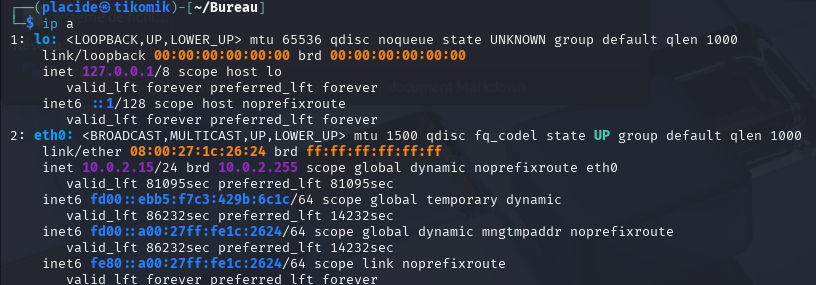 ┌──(placide㉿tikomik)-[~/Bureau]
└─$ ip a
1: lo: <LOOPBACK,UP,LOWER_UP> mtu 65536 qdisc noqueue state UNKNOWN group default qlen 1000
link/loopback 00:00:00:00:00:00 brd 00:00:00:00:00:00
inet 127.0.0.1/8 scope host lo
valid_lft forever preferred_lft forever
inet6 ::1/128 scope host noprefixroute
valid_lft forever preferred_lft forever
2: eth0: <BROADCAST,MULTICAST,UP,LOWER_UP> mtu 1500 qdisc fq_codel state UP group default qlen 1000
link/ether 08:00:27:1c:26:24 brd ff:ff:ff:ff:ff:ff
inet 10.0.2.15/24 brd 10.0.2.255 scope global dynamic noprefixroute eth0
valid_lft 81095sec preferred_lft 81095sec
inet6 fd00::ebb5:f7c3:429b:6c1c/64 scope global temporary dynamic
valid_lft 86232sec preferred_lft 14232sec
inet6 fd00::a00:27ff:fe1c:2624/64 scope global dynamic mngtmpaddr noprefixroute
valid_lft 86232sec preferred_lft 14232sec
inet6 fe80::a00:27ff:fe1c:2624/64 scope link noprefixroute
valid_lft forever preferred_lft forever